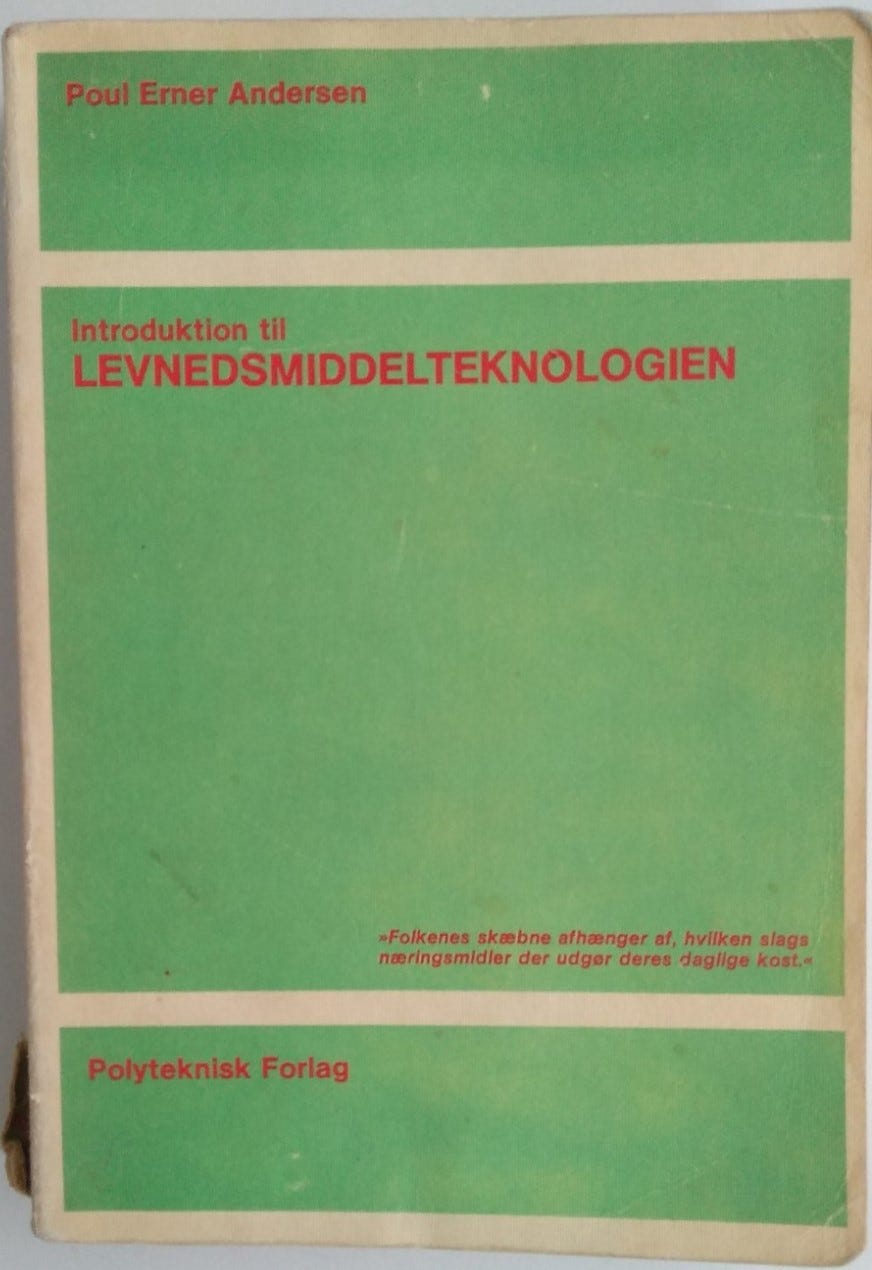 Poul Erner Andersen
Introduktion til
LEVNEDSMIDDELTEKNOLOGIEN
»Folkenes skæbne afhænger af, hvilken slags
næringsmidler der udgør deres daglige kost.«
Polyteknisk Forlag